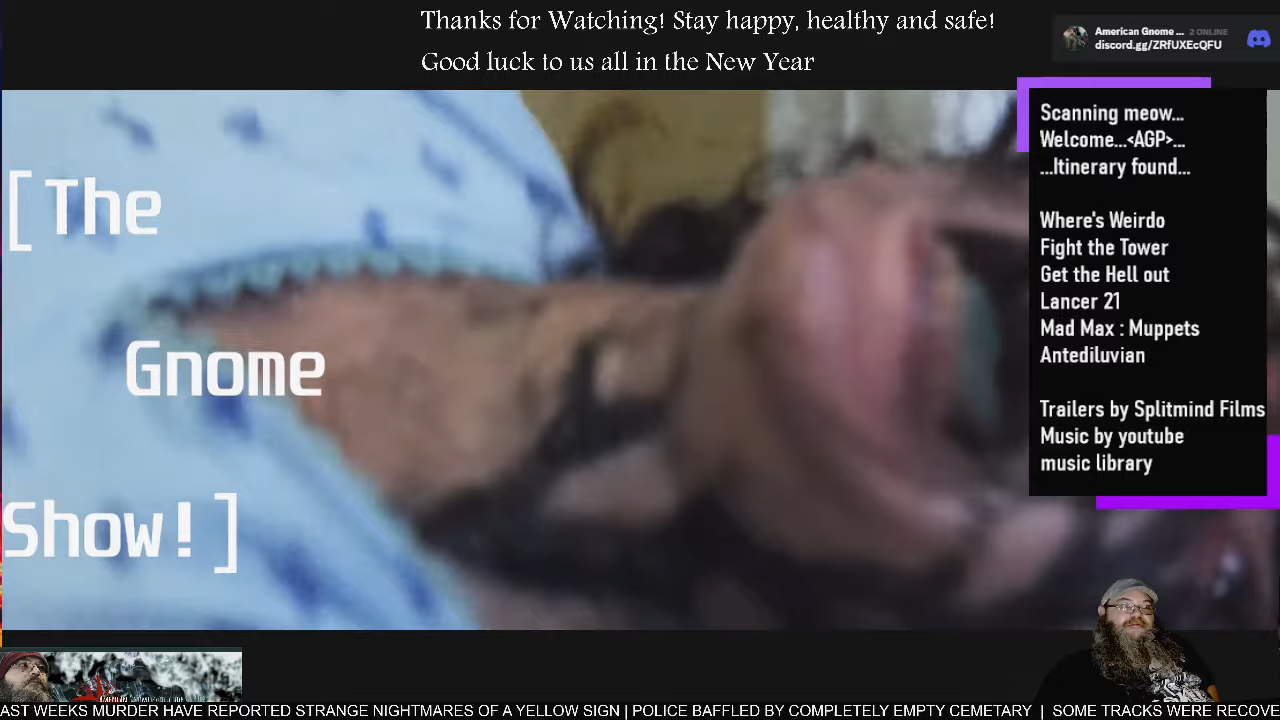 Thanks for Watching! Stay happy, healthy and safe!
Good luck to us all in the New Year
American Gnome ... 2 ONLINE
discord.gg/ZRfUXEcQFU
Scanning meow...
Welcome...<AGP>...
...Itinerary found...
Where's Weirdo
Fight the Tower
Get the Hell out
Lancer 21
Mad Max : Muppets
Antediluvian
Trailers by Splitmind Films
Music by youtube
music library
[The
Gnome
Show!]
AST WEEKS MURDER HAVE REPORTED STRANGE NIGHTMARES OF A YELLOW SIGN | POLICE BAFFLED BY COMPLETELY EMPTY CEMETARY | SOME TRACKS WERE RECOVE